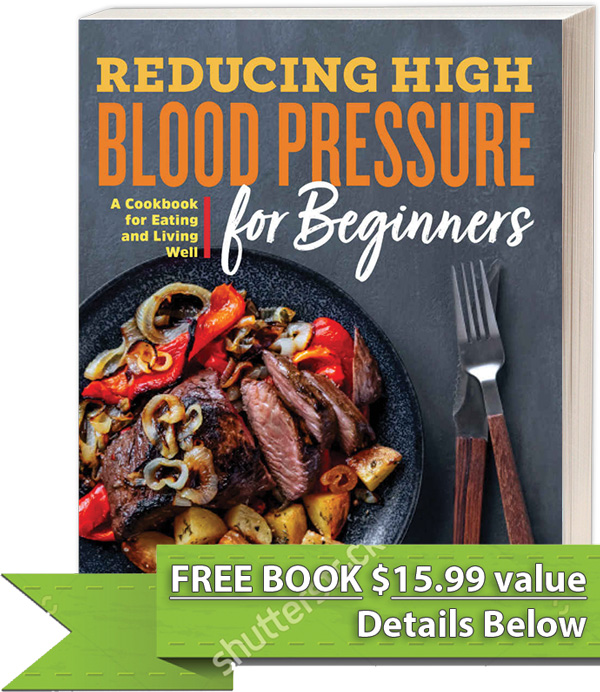 REDUCING HIGH
BLOOD PRESSURE
for Beginners
A Cookbook
for Eating
and Living
Well
FREE BOOK $15.99 value
Details Below
shutterstock